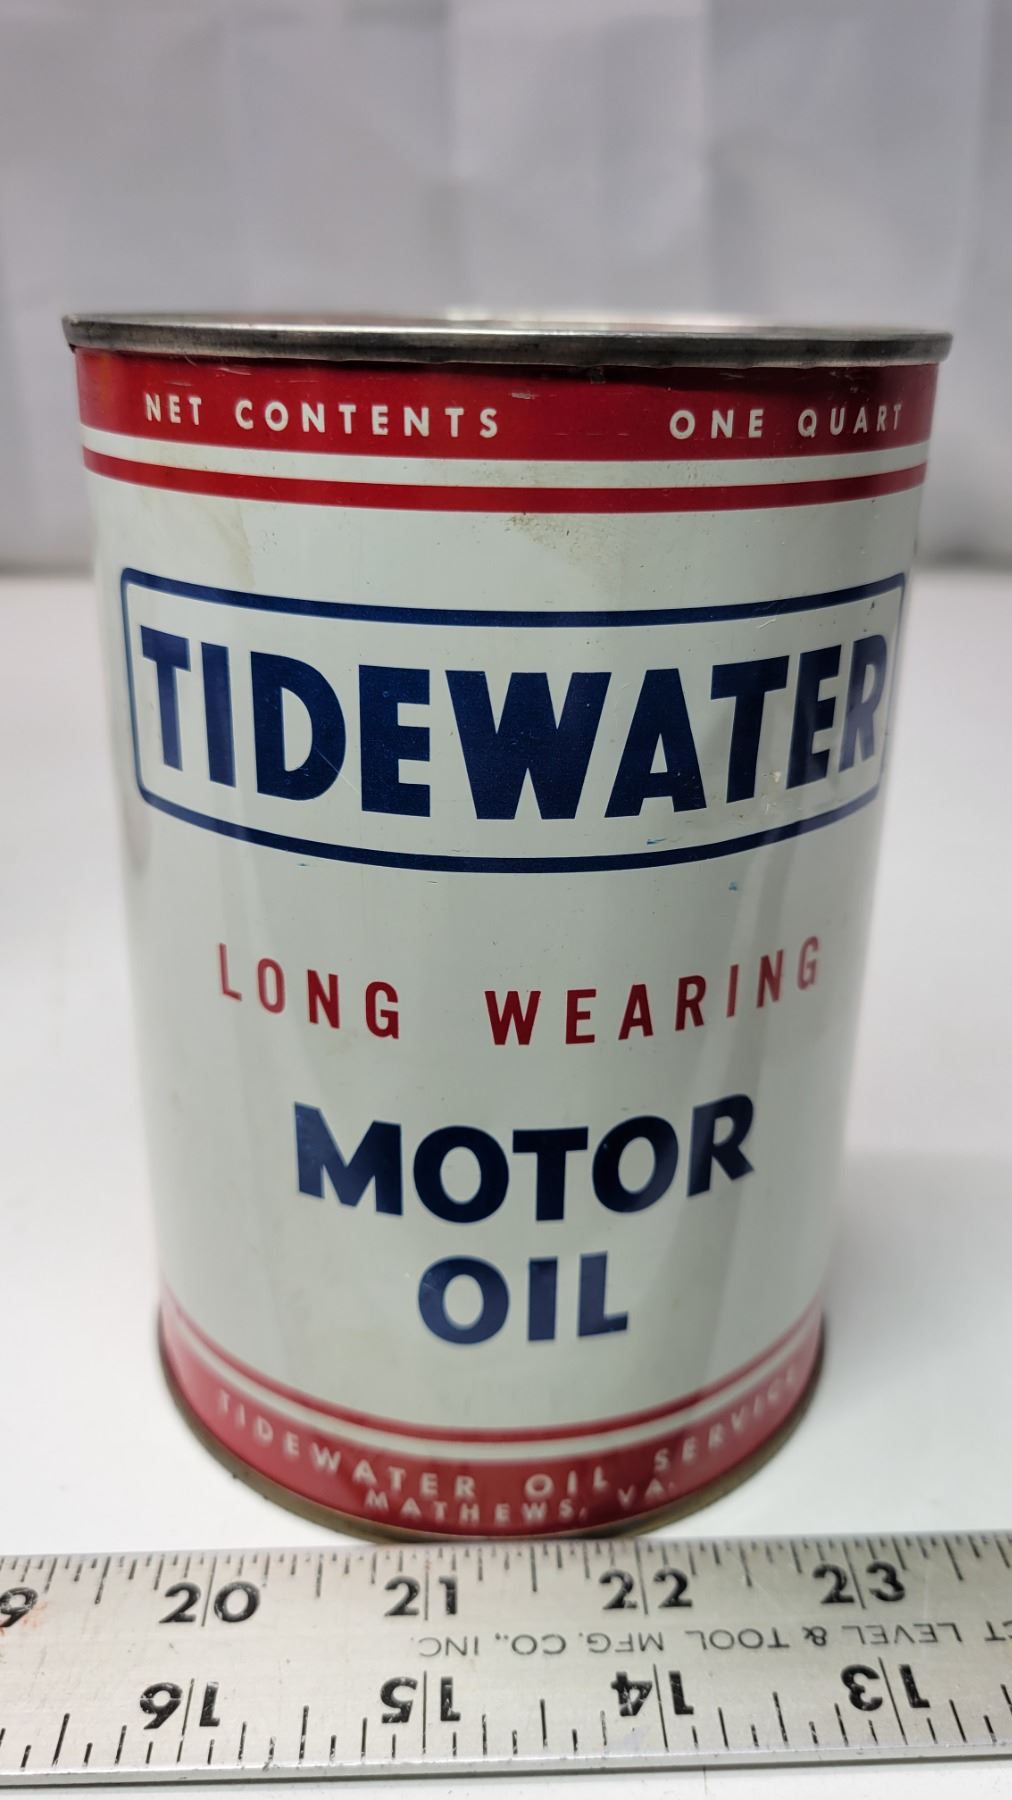 NET CONTENTS ONE QUART
TIDEWATER
LONG WEARING
MOTOR
OIL
TIDEWATER OIL SERVICE
MATHEWS, VA.
20 21 22 23
LEVEL & TOOL MFG. CO., INC.
16 15 14 13